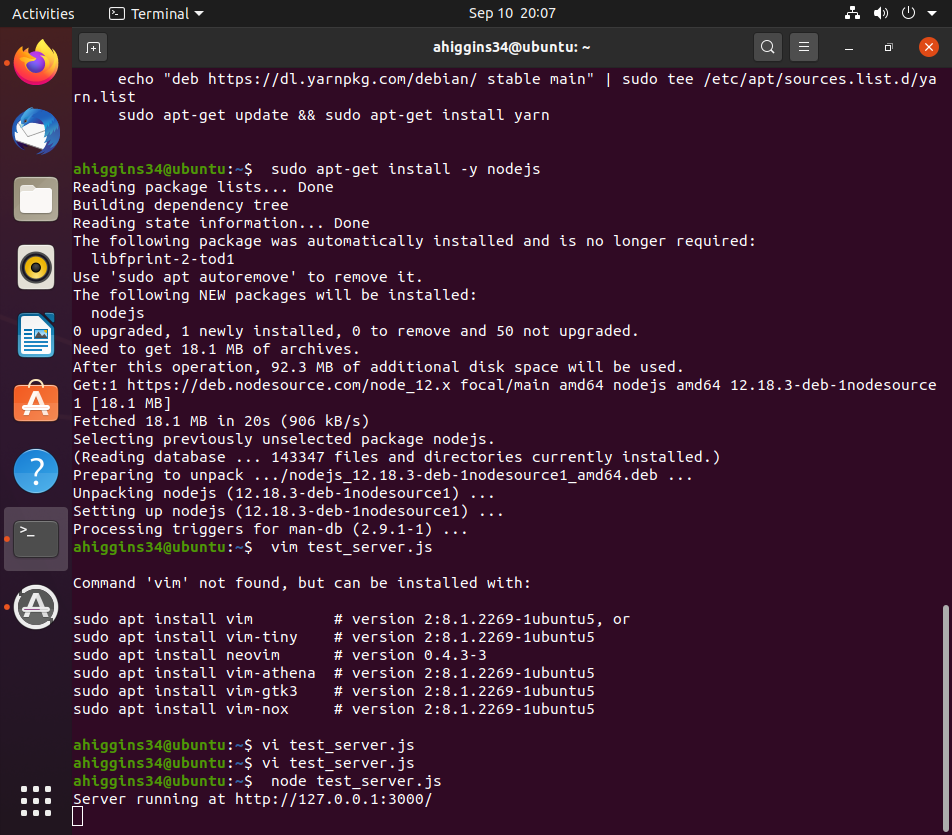 Activities
Terminal
Sep 10 20:07
ahiggins34@ubuntu: ~
     echo "deb https://dl.yarnpkg.com/debian/ stable main" | sudo tee /etc/apt/sources.list.d/ya
rn.list
     sudo apt-get update && sudo apt-get install yarn
ahiggins34@ubuntu:~$  sudo apt-get install -y nodejs
Reading package lists... Done
Building dependency tree
Reading state information... Done
The following package was automatically installed and is no longer required:
  libfprint-2-tod1
Use 'sudo apt autoremove' to remove it.
The following NEW packages will be installed:
  nodejs
0 upgraded, 1 newly installed, 0 to remove and 50 not upgraded.
Need to get 18.1 MB of archives.
After this operation, 92.3 MB of additional disk space will be used.
Get:1 https://deb.nodesource.com/node_12.x focal/main amd64 nodejs amd64 12.18.3-deb-1nodesource
1 [18.1 MB]
Fetched 18.1 MB in 20s (906 kB/s)
Selecting previously unselected package nodejs.
(Reading database ... 143347 files and directories currently installed.)
Preparing to unpack .../nodejs_12.18.3-deb-1nodesource1_amd64.deb ...
Unpacking nodejs (12.18.3-deb-1nodesource1) ...
Setting up nodejs (12.18.3-deb-1nodesource1) ...
Processing triggers for man-db (2.9.1-1) ...
ahiggins34@ubuntu:~$  vim test_server.js
Command 'vim' not found, but can be installed with:
sudo apt install vim         # version 2:8.1.2269-1ubuntu5, or
sudo apt install vim-tiny    # version 2:8.1.2269-1ubuntu5
sudo apt install neovim      # version 0.4.3-3
sudo apt install vim-athena  # version 2:8.1.2269-1ubuntu5
sudo apt install vim-gtk3    # version 2:8.1.2269-1ubuntu5
sudo apt install vim-nox     # version 2:8.1.2269-1ubuntu5
ahiggins34@ubuntu:~$ vi test_server.js
ahiggins34@ubuntu:~$ vi test_server.js
ahiggins34@ubuntu:~$  node test_server.js
Server running at http://127.0.0.1:3000/